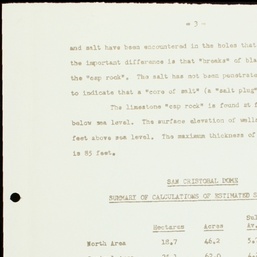 - 3 -
and salt have been encountered in the holes that
the important difference is that "breaks" of
the "cap rock". The salt has not been
to indicate that a "core of salt" (a "salt plug"
The limestone "cap rock" is found at
below sea level. The surface elevation of
feet above sea level. The maximum thickness of
is 85 feet.
SAN CRISTOBAL DOME
SUMMARY OF CALCULATIONS OF ESTIMATED
Hectares Acres
North Area 18.7 46.2